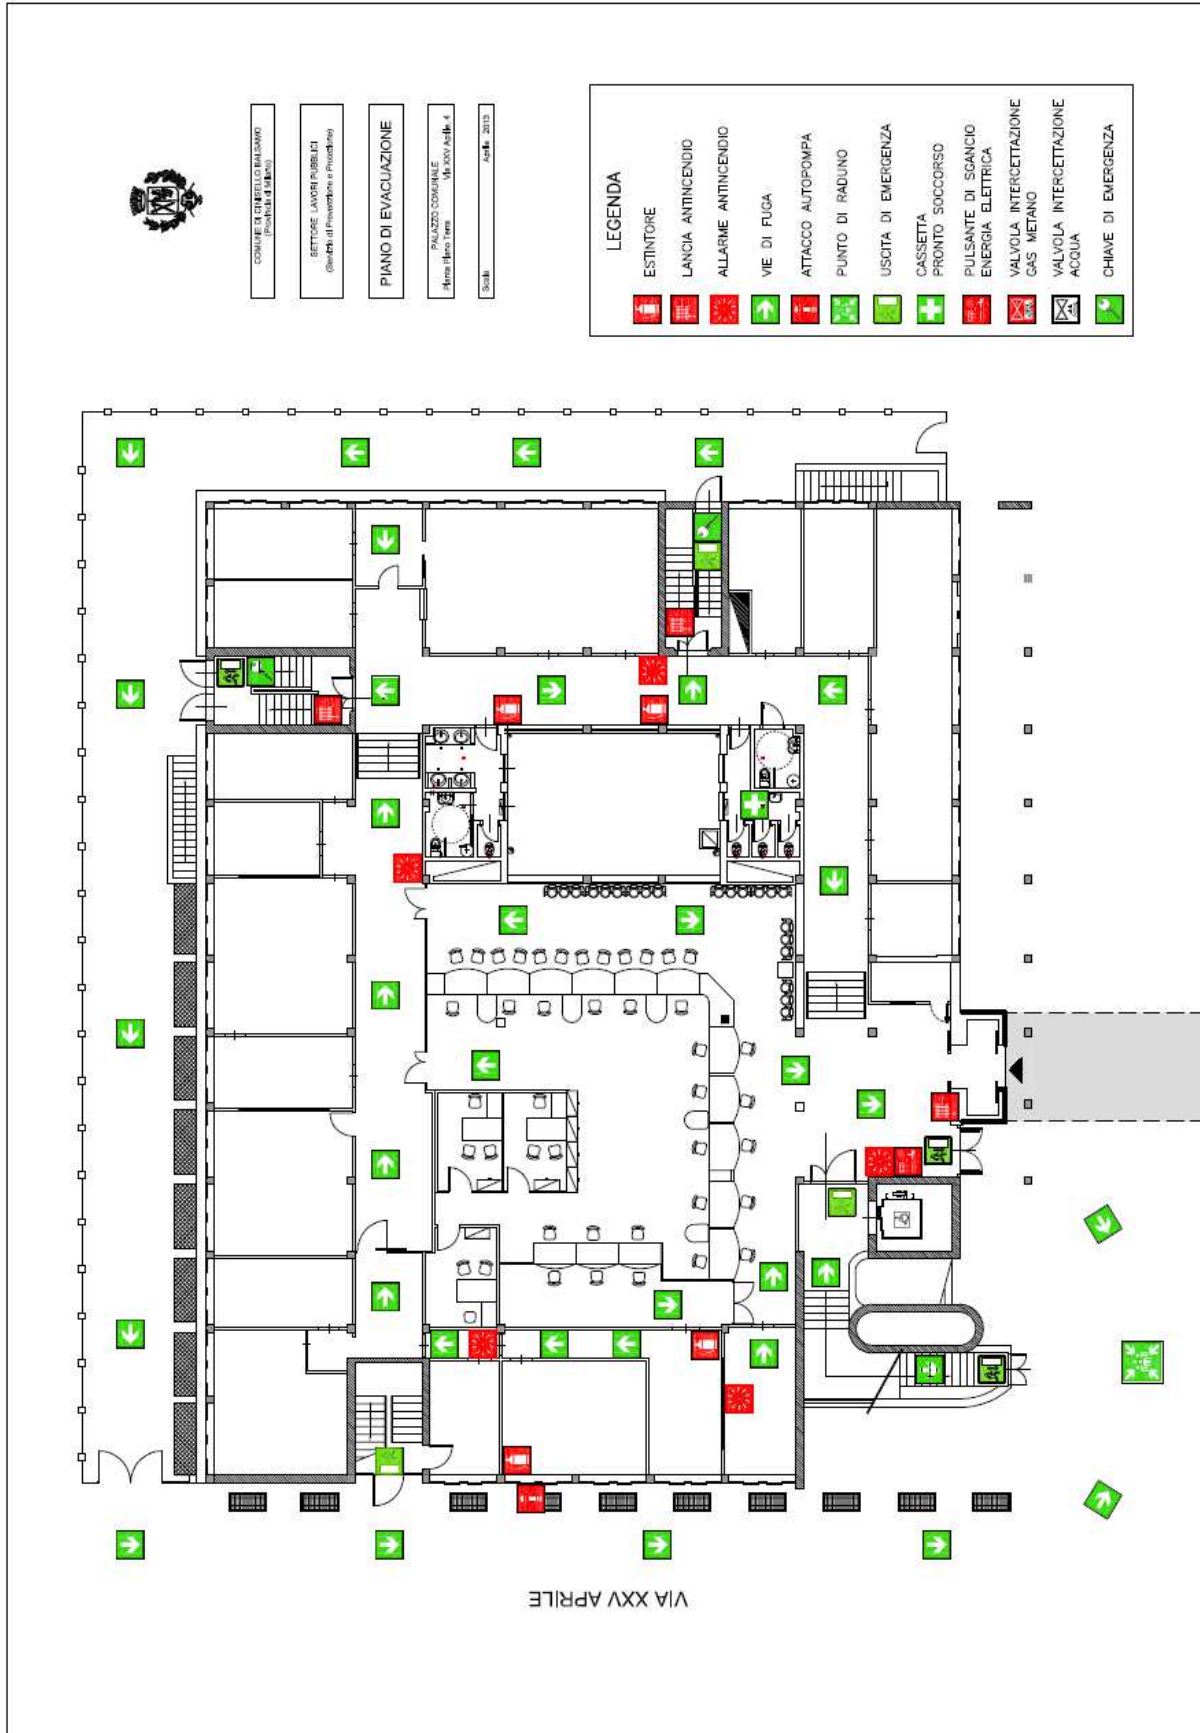 COMUNE DI CINISELLO BALSAMO
(Provincia di Milano)
SETTORE LAVORI PUBBLICI
(Servizio di Prevenzione e Protezione)
PIANO DI EVACUAZIONE
PALAZZO COMUNALE
Pianta Piano Terra Via XXV Aprile, 4
Scala Aprile 2013
LEGENDA
ESTINTORE
LANCIA ANTINCENDIO
ALLARME ANTINCENDIO
VIE DI FUGA
ATTACCO AUTOPOMPA
PUNTO DI RADUNO
USCITA DI EMERGENZA
CASSETTA
PRONTO SOCCORSO
PULSANTE DI SGANCIO
ENERGIA ELETTRICA
VALVOLA INTERCETTAZIONE
GAS METANO
VALVOLA INTERCETTAZIONE
ACQUA
CHIAVE DI EMERGENZA
VIA XXV APRILE